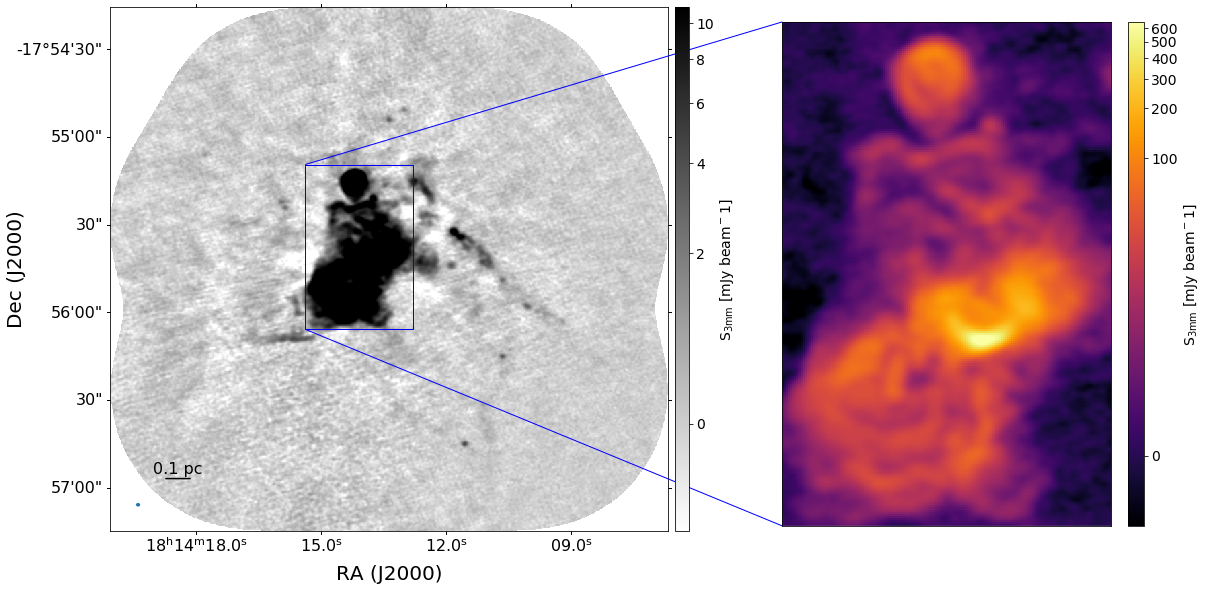 -17°54'30"
55'00"
30"
56'00"
30"
57'00"
Dec (J2000)
0.1 pc
18ʰ14ᵐ18.0ˢ
15.0ˢ
12.0ˢ
09.0ˢ
RA (J2000)
10
8
6
4
2
0
S₃ₘₘ [mJy beam⁻1]
600
500
400
300
200
100
0
S₃ₘₘ [mJy beam⁻1]